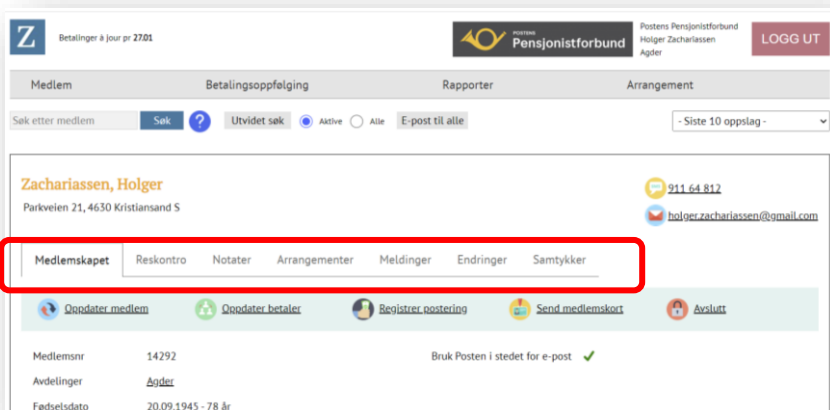 Z
Betalinger à jour pr 27.01
POSTENS
Pensjonistforbund
Postens Pensjonistforbund
Holger Zachariassen
Agder
LOGG UT
Medlem Betalingsoppfølging Rapporter Arrangement
Søk etter medlem Søk ? Utvidet søk Aktive Alle E-post til alle - Siste 10 oppslag -
Zachariassen, Holger
Parkveien 21, 4630 Kristiansand S
911 64 812
holger.zachariassen@gmail.com
Medlemskapet Reskontro Notater Arrangementer Meldinger Endringer Samtykker
Oppdater medlem Oppdater betaler Registrer postering Send medlemskort Avslutt
Medlemsnr 14292 Bruk Posten i stedet for e-post
Avdelinger Agder
Fødselsdato 20.09.1945 - 78 år